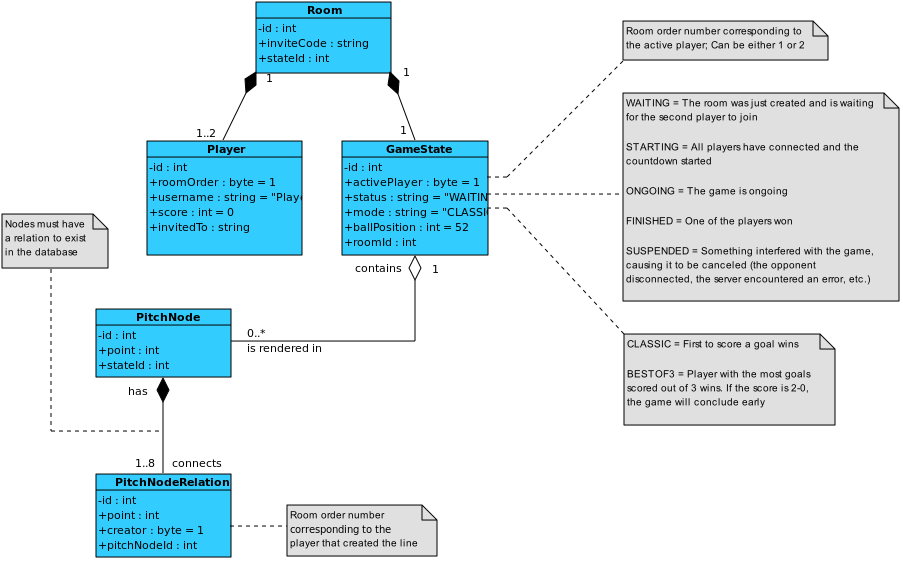 Room
-id : int
+inviteCode : string
+stateId : int
1
1
1..2
1
Player
-id : int
+roomOrder : byte = 1
+username : string = "Playe
+score : int = 0
+invitedTo : string
GameState
-id : int
+activePlayer : byte = 1
+status : string = "WAITIN
+mode : string = "CLASSIC
+ballPosition : int = 52
+roomId : int
Room order number corresponding to
the active player; Can be either 1 or 2
WAITING = The room was just created and is waiting
for the second player to join
STARTING = All players have connected and the
countdown started
ONGOING = The game is ongoing
FINISHED = One of the players won
SUSPENDED = Something interfered with the game,
causing it to be canceled (the opponent
disconnected, the server encountered an error, etc.)
CLASSIC = First to score a goal wins
BESTOF3 = Player with the most goals
scored out of 3 wins. If the score is 2-0,
the game will conclude early
Nodes must have
a relation to exist
in the database
contains
1
0..*
is rendered in
PitchNode
-id : int
+point : int
+stateId : int
has
1..8
connects
PitchNodeRelation
-id : int
+point : int
+creator : byte = 1
+pitchNodeId : int
Room order number
corresponding to the
player that created the line